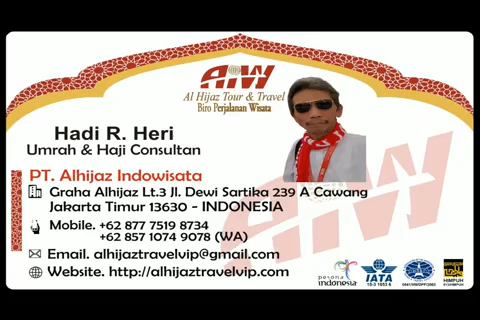 AIW
Al Hijaz Tour & Travel
Biro Perjalanan Wisata
Hadi R. Heri
Umrah & Haji Consultan
PT. Alhijaz Indowisata
Graha Alhijaz Lt.3 Jl. Dewi Sartika 239 A Cawang
Jakarta Timur 13630 - INDONESIA
Mobile. +62 877 7519 8734
+62 857 1074 9078 (WA)
Email. alhijaztravelvip@gmail.com
Website. http://alhijaztravelvip.com
pesona
indonesia
IATA
HIMPUH